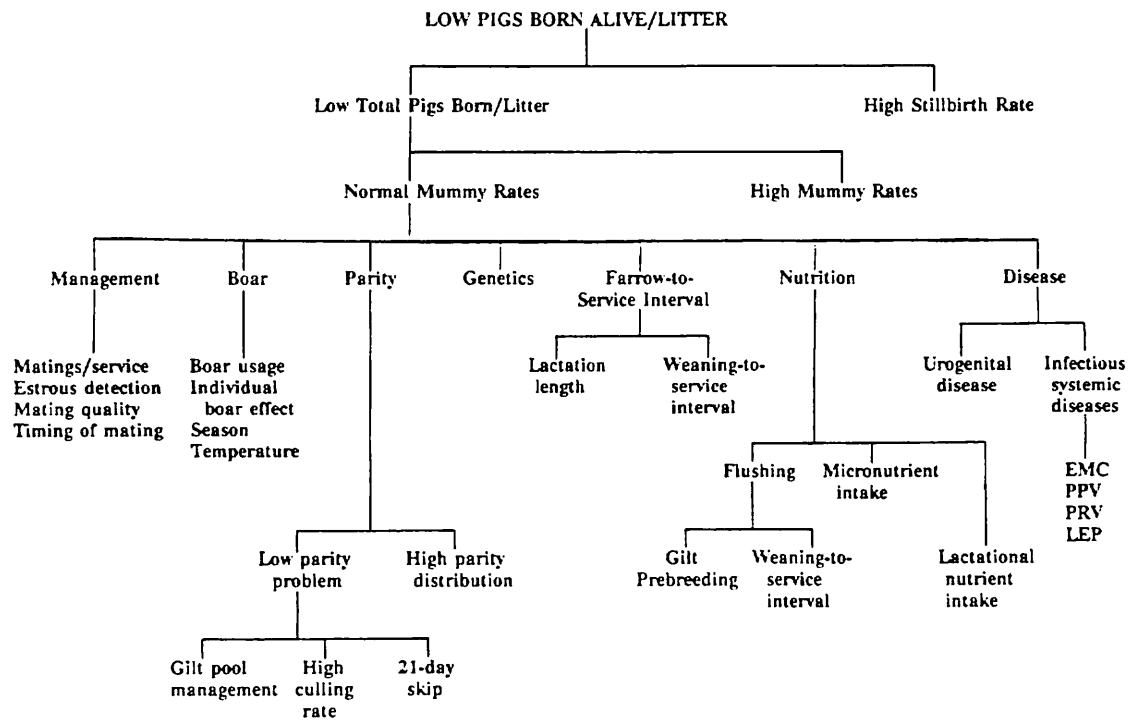 LOW PIGS BORN ALIVE/LITTER
Low Total Pigs Born/Litter
High Stillbirth Rate
Normal Mummy Rates
High Mummy Rates
Management
Boar
Parity
Genetics
Farrow-to-
Service Interval
Nutrition
Disease
Matings/service
Estrous detection
Mating quality
Timing of mating
Boar usage
Individual
boar effect
Season
Temperature
Lactation
length
Weaning-to-
service
interval
Urogenital
disease
Infectious
systemic
diseases
EMC
PPV
PRV
LEP
Flushing
Micronutrient
intake
Lactational
nutrient
intake
Gilt
Prebreeding
Weaning-to-
service
interval
Low parity
problem
High parity
distribution
Gilt pool
management
High
culling
rate
21-day
skip